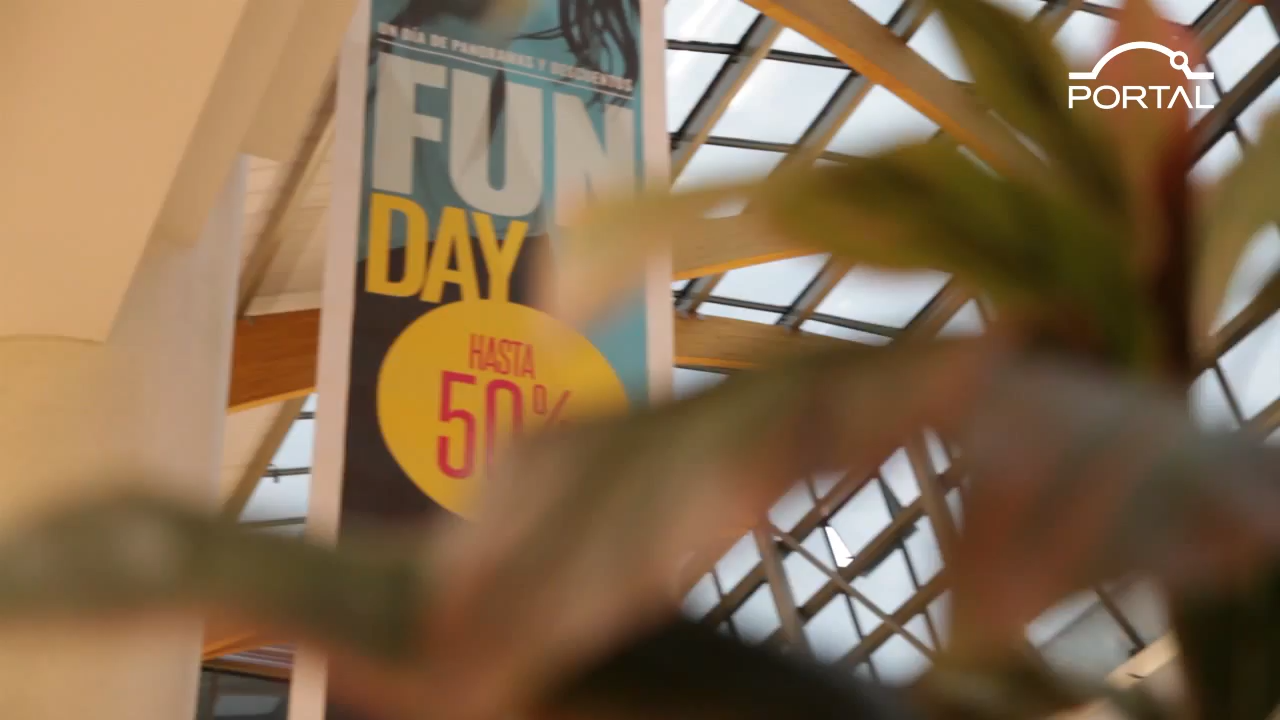 UN DÍA DE PANORAMAS Y DESCUENTOS
FUN
DAY
HASTA
50%
PORTAL